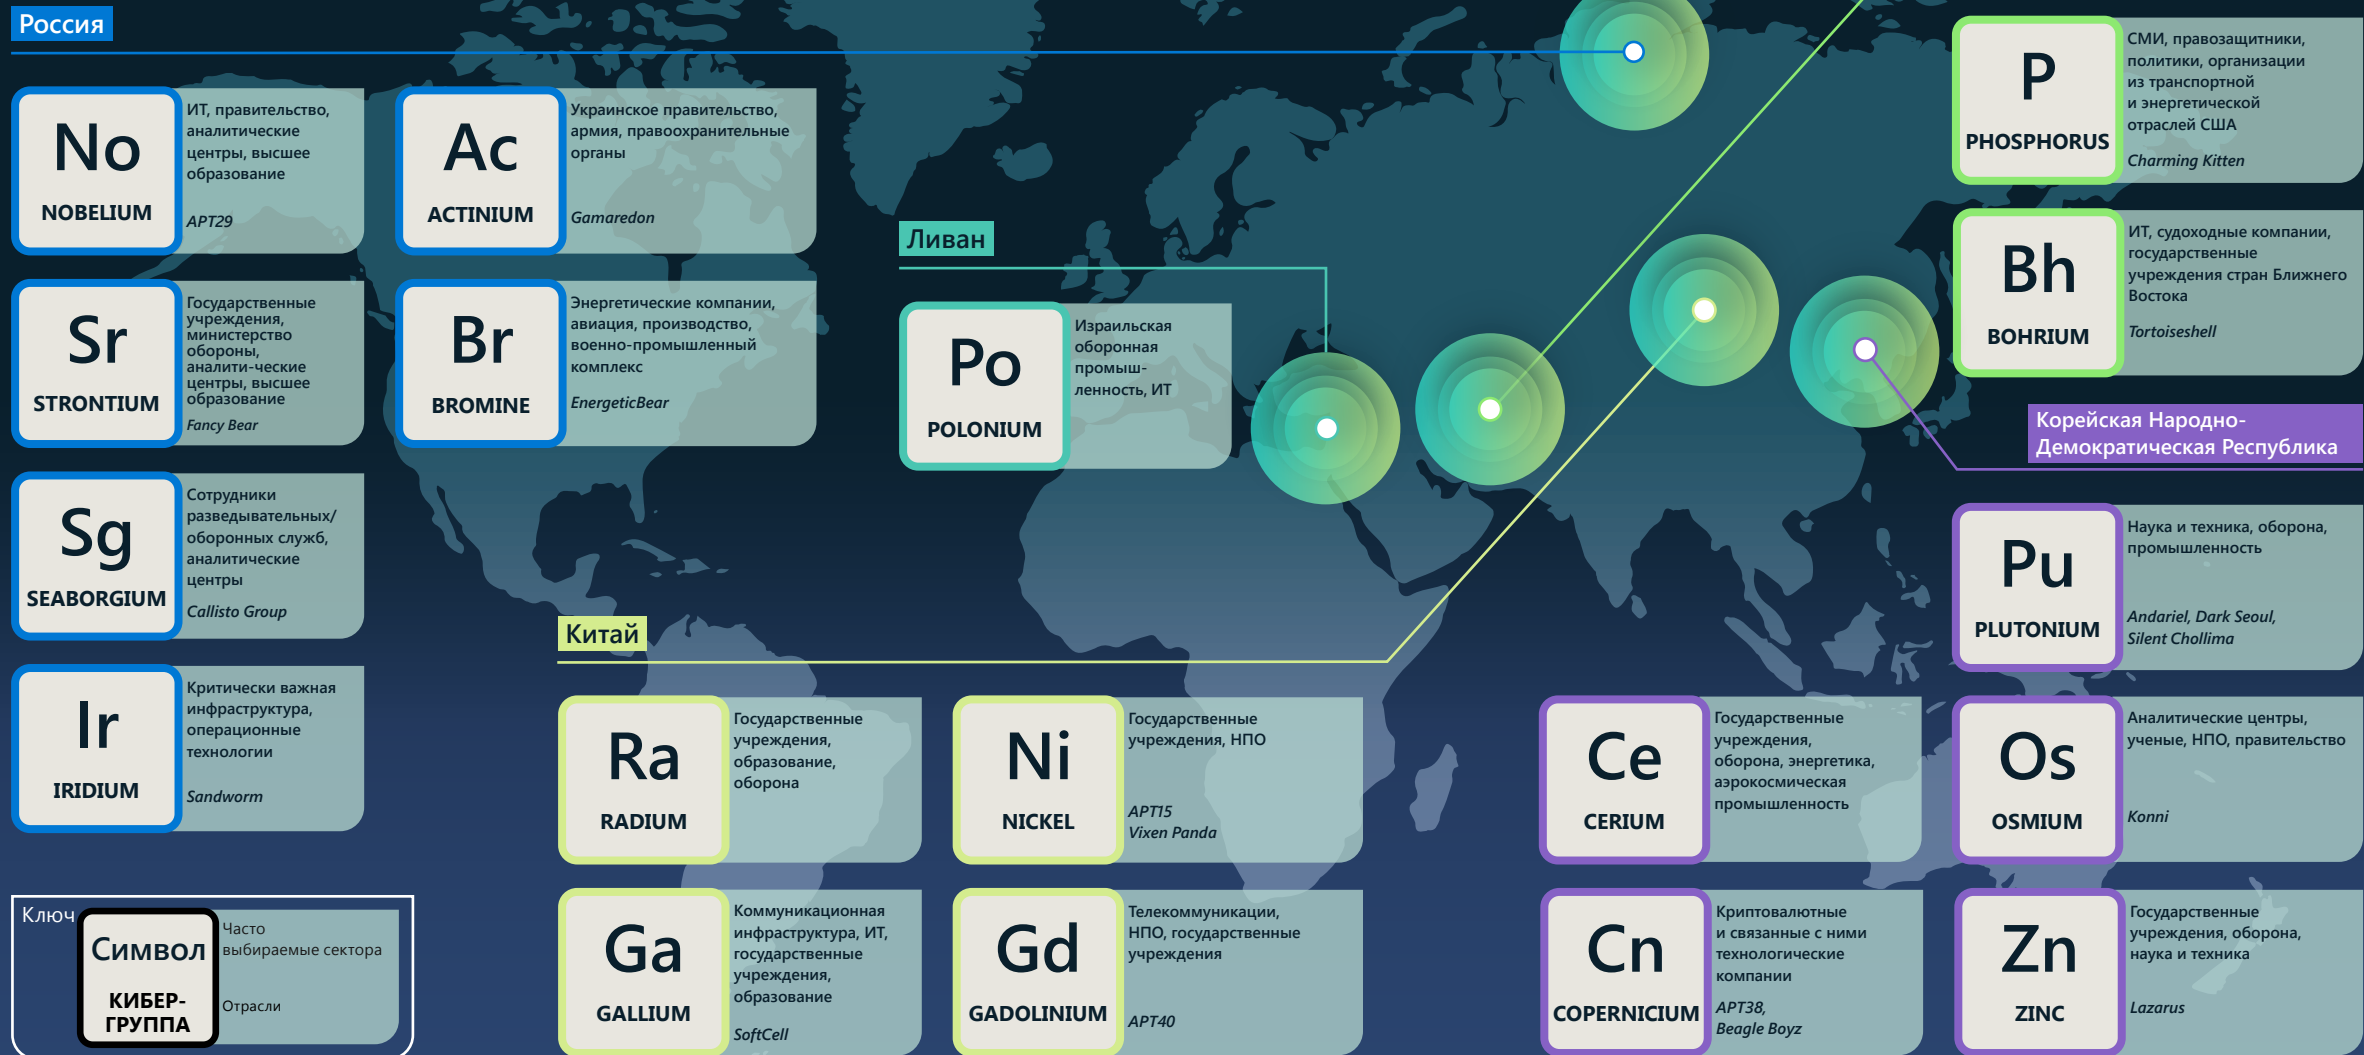 Россия
No
NOBELIUM
ИТ, правительство,
аналитические
центры, высшее
образование
APT29
Ac
ACTINIUM
Украинское правительство,
армия, правоохранительные
органы
Gamaredon
Sr
STRONTIUM
Государственные
учреждения,
министерство
обороны,
аналити-ческие
центры, высшее
образование
Fancy Bear
Br
BROMINE
Энергетические компании,
авиация, производство,
военно-промышленный
комплекс
EnergeticBear
Sg
SEABORGIUM
Сотрудники
разведывательных/
оборонных служб,
аналитические
центры
Callisto Group
Ir
IRIDIUM
Критически важная
инфраструктура,
операционные
технологии
Sandworm
Ливан
Po
POLONIUM
Израильская
оборонная
промыш-
ленность, ИТ
P
PHOSPHORUS
СМИ, правозащитники,
политики, организации
из транспортной
и энергетической
отраслей США
Charming Kitten
Bh
BOHRIUM
ИТ, судоходные компании,
государственные
учреждения стран Ближнего
Востока
Tortoiseshell
Корейская Народно-
Демократическая Республика
Pu
PLUTONIUM
Наука и техника, оборона,
промышленность
Andariel, Dark Seoul,
Silent Chollima
Китай
Ra
RADIUM
Государственные
учреждения,
образование,
оборона
Ni
NICKEL
Государственные
учреждения, НПО
APT15
Vixen Panda
Ga
GALLIUM
Коммуникационная
инфраструктура, ИТ,
государственные
учреждения,
образование
SoftCell
Gd
GADOLINIUM
Телекоммуникации,
НПО, государственные
учреждения
APT40
Ce
CERIUM
Государственные
учреждения,
оборона, энергетика,
аэрокосмическая
промышленность
Os
OSMIUM
Аналитические центры,
ученые, НПО, правительство
Konni
Cn
COPERNICIUM
Криптовалютные
и связанные с ними
технологические
компании
APT38,
Beagle Boyz
Zn
ZINC
Государственные
учреждения, оборона,
наука и техника
Lazarus
Ключ
Символ
КИБЕР-
ГРУППА
Часто
выбираемые сектора
Отрасли